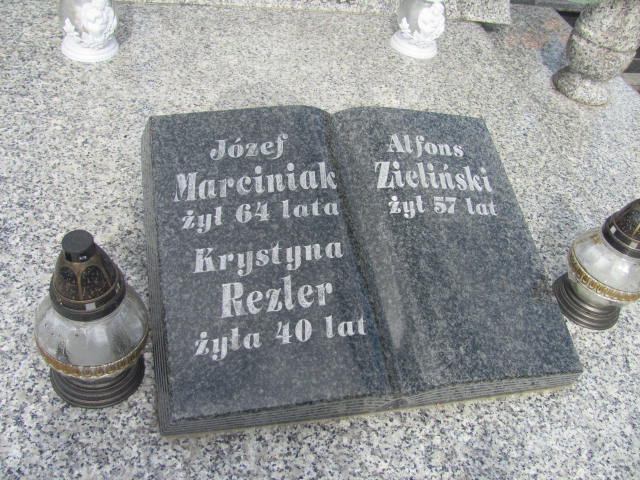 Józef
Marciniak
żył 64 lata
Krystyna
Rezler
żyła 40 lat
Alfons
Zieliński
żył 57 lat